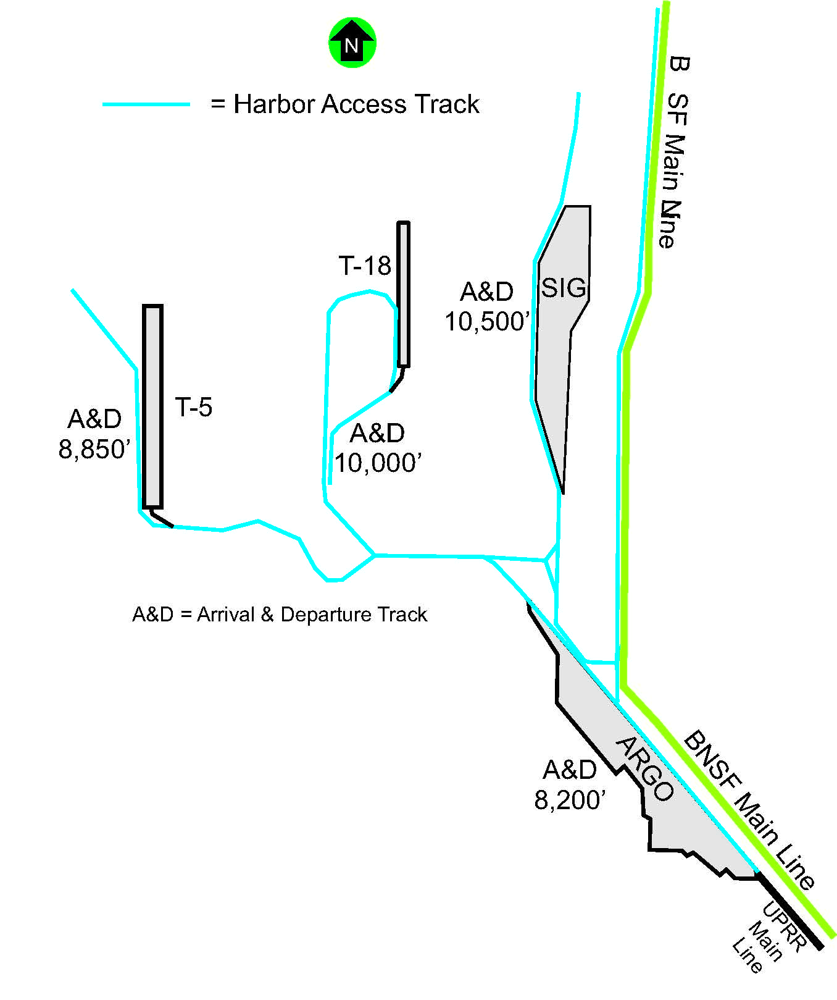 N
= Harbor Access Track
B SF Main Line
T-18
A&D
10,500’
SIG
T-5
A&D
8,850’
A&D
10,000’
A&D = Arrival & Departure Track
ARGO
A&D
8,200’
BNSF Main Line
UPRR
Main
Line